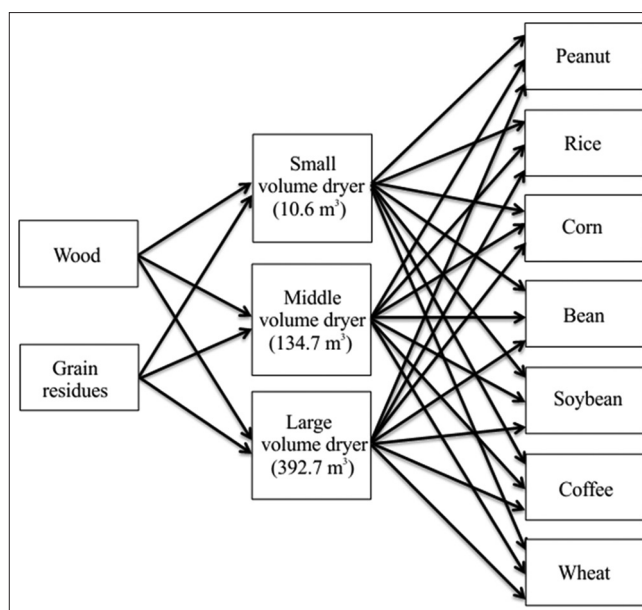 Wood
Grain
residues
Small
volume dryer
(10.6 m³)
Middle
volume dryer
(134.7 m³)
Large
volume dryer
(392.7 m³)
Peanut
Rice
Corn
Bean
Soybean
Coffee
Wheat